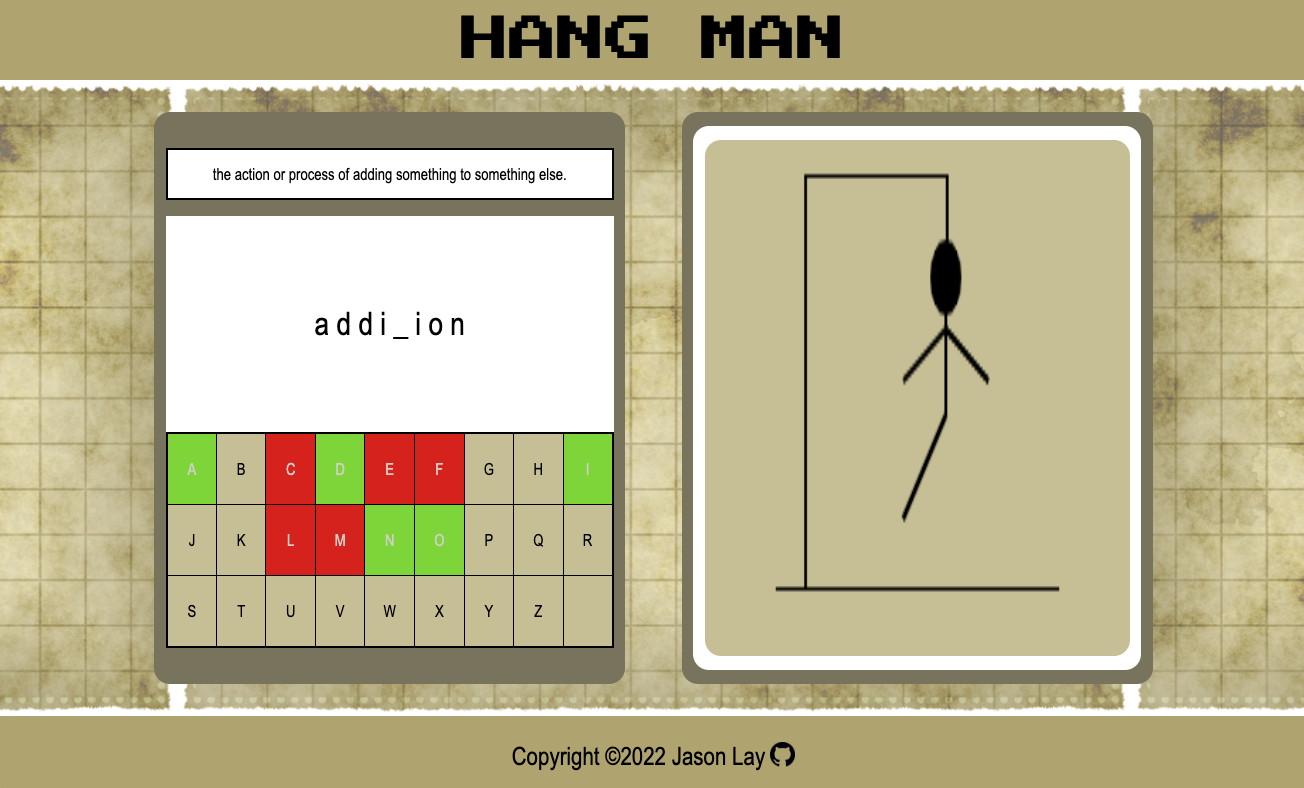 HANG MAN
the action or process of adding something to something else.
addi_ion
A B C D E F G H I
J K L M N O P Q R
S T U V W X Y Z
Copyright ©2022 Jason Lay